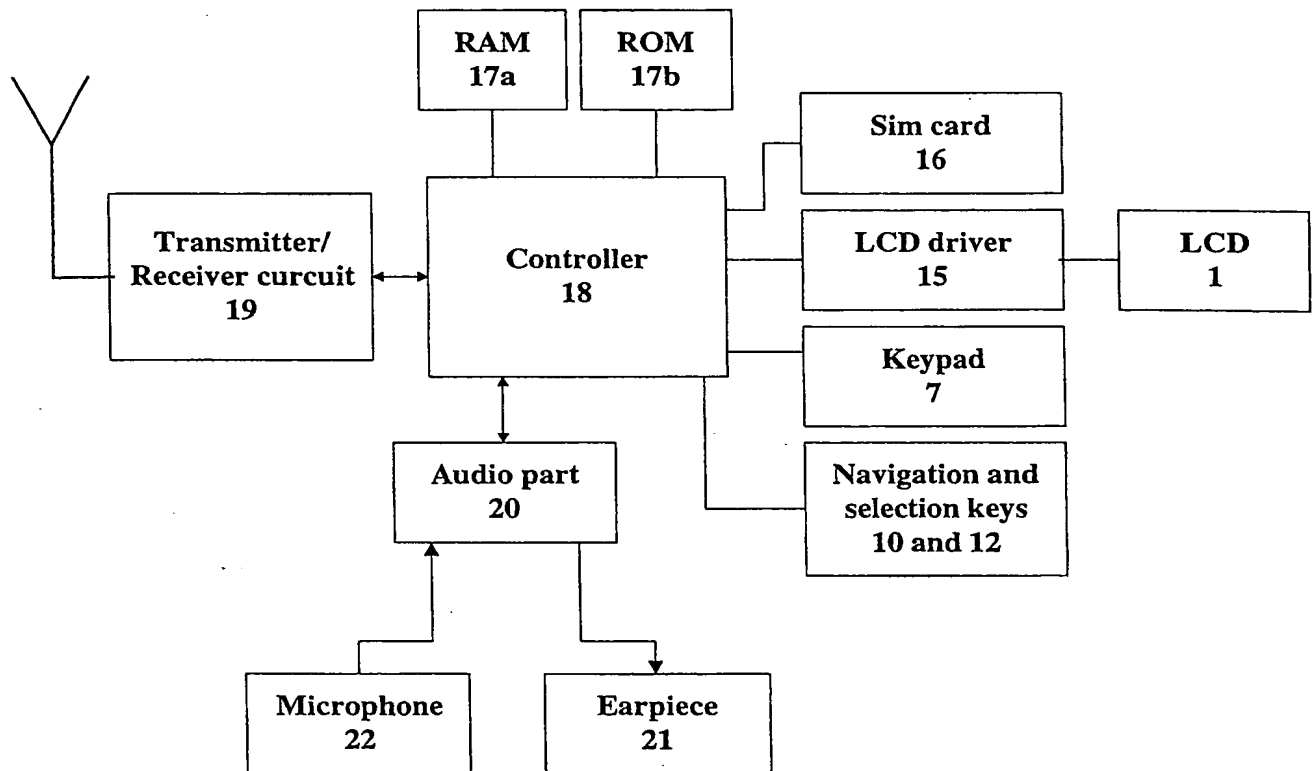 RAM
17a
ROM
17b
Sim card
16
Transmitter/
Receiver curcuit
19
Controller
18
LCD driver
15
LCD
1
Keypad
7
Audio part
20
Navigation and
selection keys
10 and 12
Microphone
22
Earpiece
21